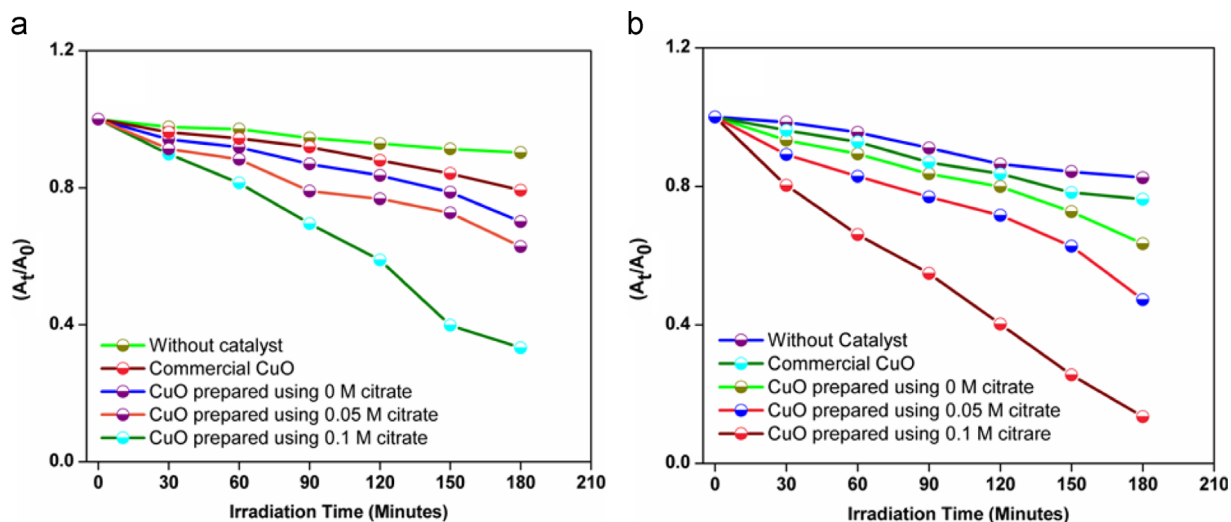 a
1.2
0.8
0.4
0.0
(At/A0)
Without catalyst
Commercial CuO
CuO prepared using 0 M citrate
CuO prepared using 0.05 M citrate
CuO prepared using 0.1 M citrate
0 30 60 90 120 150 180 210
Irradiation Time (Minutes)
b
1.2
0.8
0.4
0.0
(At/A0)
Without Catalyst
Commercial CuO
CuO prepared using 0 M citrate
CuO prepared using 0.05 M citrate
CuO prepared using 0.1 M citrare
0 30 60 90 120 150 180 210
Irradiation Time (Minutes)